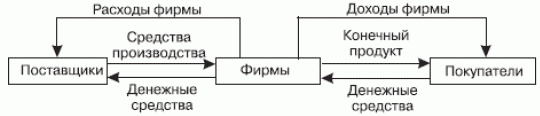 Расходы фирмы
Доходы фирмы
Средства
производства
Конечный
продукт
Поставщики
Фирмы
Покупатели
Денежные
средства
Денежные
средства